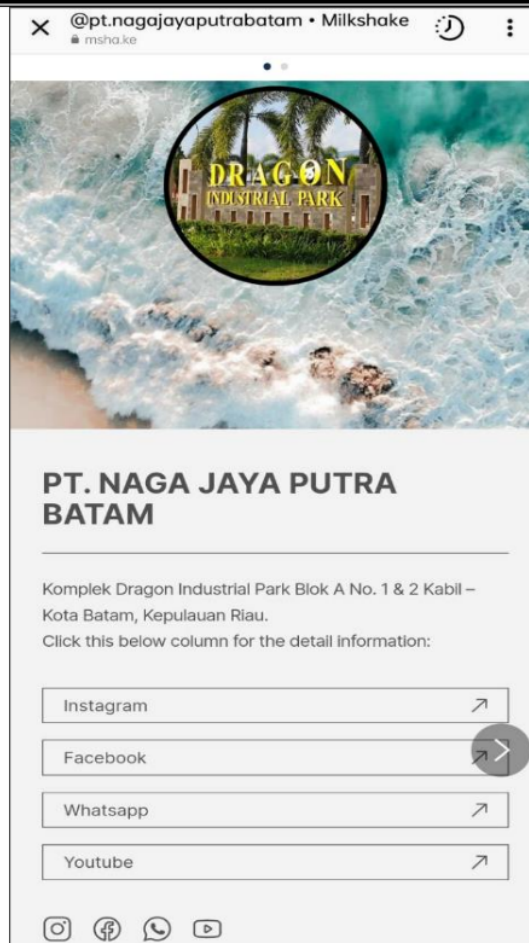 @pt.nagajayaputrabatam • Milkshake
msha.ke
DRAGON
INDUSTRIAL PARK
PT. NAGA JAYA PUTRA
BATAM
Komplek Dragon Industrial Park Blok A No. 1 & 2 Kabil –
Kota Batam, Kepulauan Riau.
Click this below column for the detail information:
Instagram
Facebook
Whatsapp
Youtube